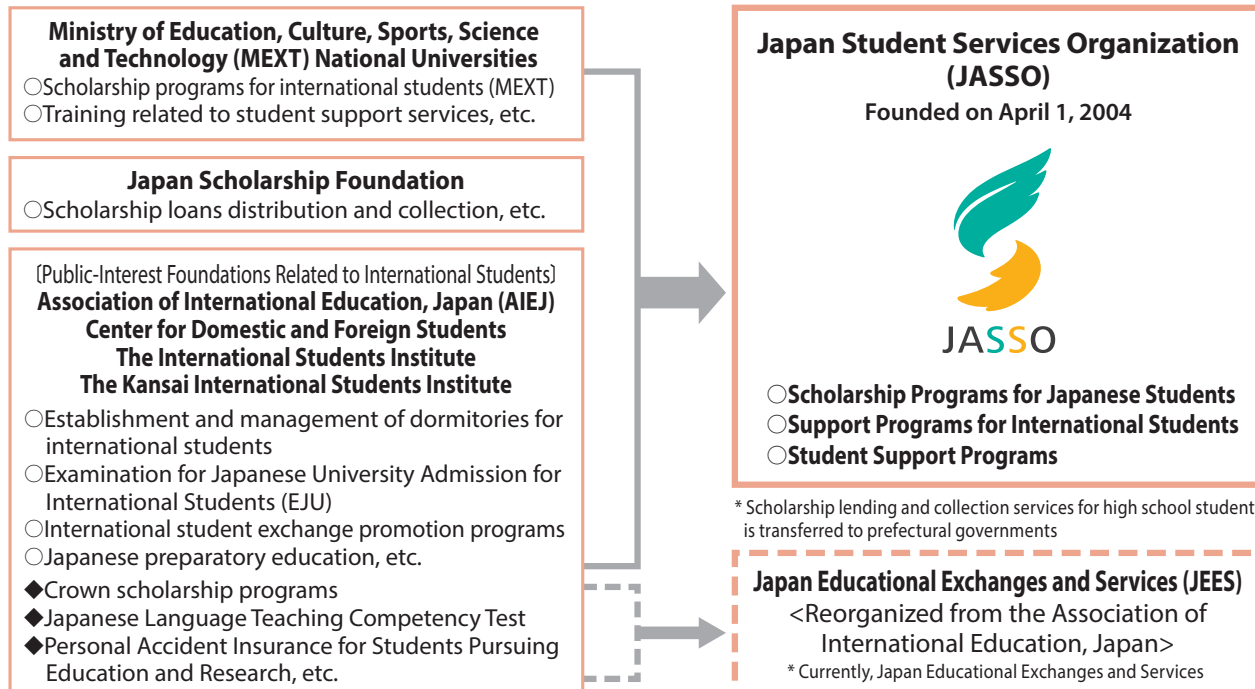 Ministry of Education, Culture, Sports, Science
and Technology (MEXT) National Universities
○Scholarship programs for international students (MEXT)
○Training related to student support services, etc.
Japan Scholarship Foundation
○Scholarship loans distribution and collection, etc.
〔Public-Interest Foundations Related to International Students〕
Association of International Education, Japan (AIEJ)
Center for Domestic and Foreign Students
The International Students Institute
The Kansai International Students Institute
○Establishment and management of dormitories for
international students
○Examination for Japanese University Admission for
International Students (EJU)
○International student exchange promotion programs
○Japanese preparatory education, etc.
◆Crown scholarship programs
◆Japanese Language Teaching Competency Test
◆Personal Accident Insurance for Students Pursuing
Education and Research, etc.
Japan Student Services Organization
(JASSO)
Founded on April 1, 2004
JASSO
○Scholarship Programs for Japanese Students
○Support Programs for International Students
○Student Support Programs
* Scholarship lending and collection services for high school student
is transferred to prefectural governments
Japan Educational Exchanges and Services (JEES)
<Reorganized from the Association of
International Education, Japan>
* Currently, Japan Educational Exchanges and Services